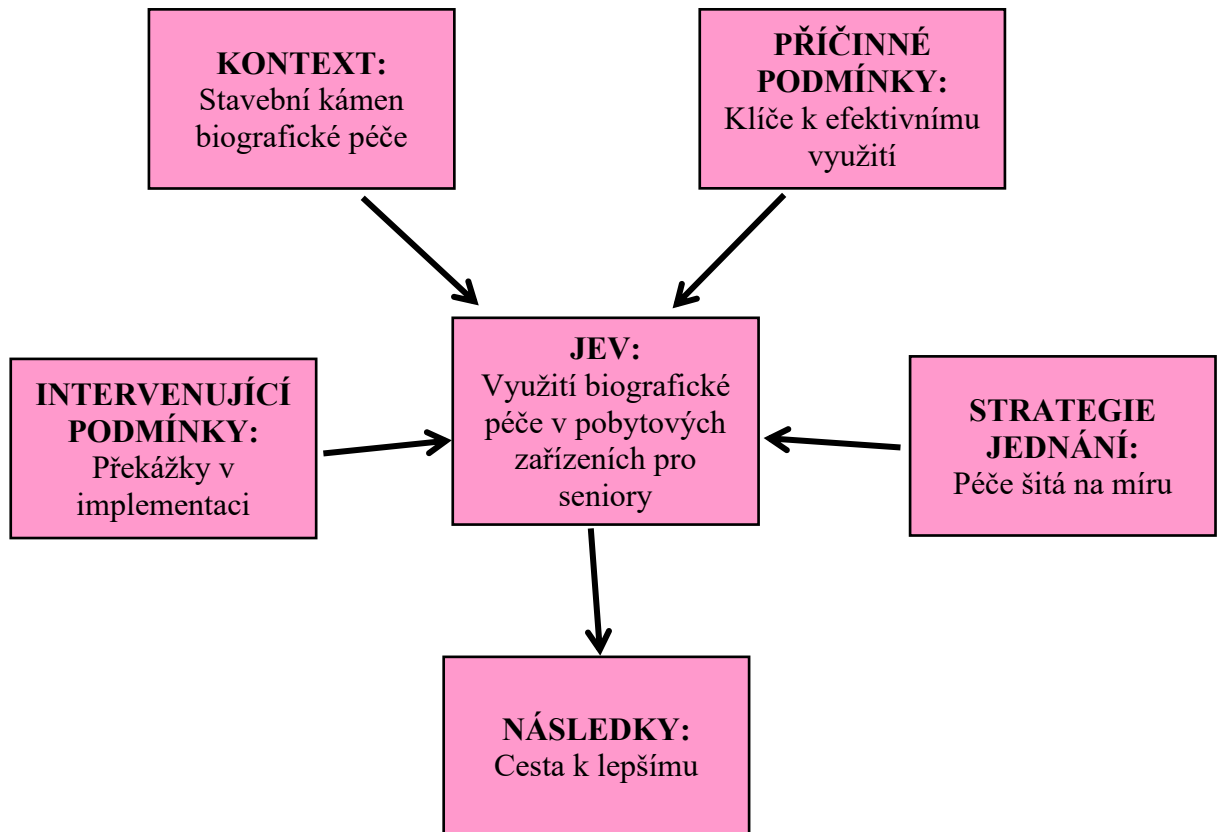 KONTEXT:
Stavební kámen
biografické péče
PŘÍČINNÉ
PODMÍNKY:
Klíče k efektivnímu
využití
INTERVENUJÍCÍ
PODMÍNKY:
Překážky v
implementaci
JEV:
Využití biografické
péče v pobytových
zařízeních pro
seniory
STRATEGIE
JEDNÁNÍ:
Péče šitá na míru
NÁSLEDKY:
Cesta k lepšímu